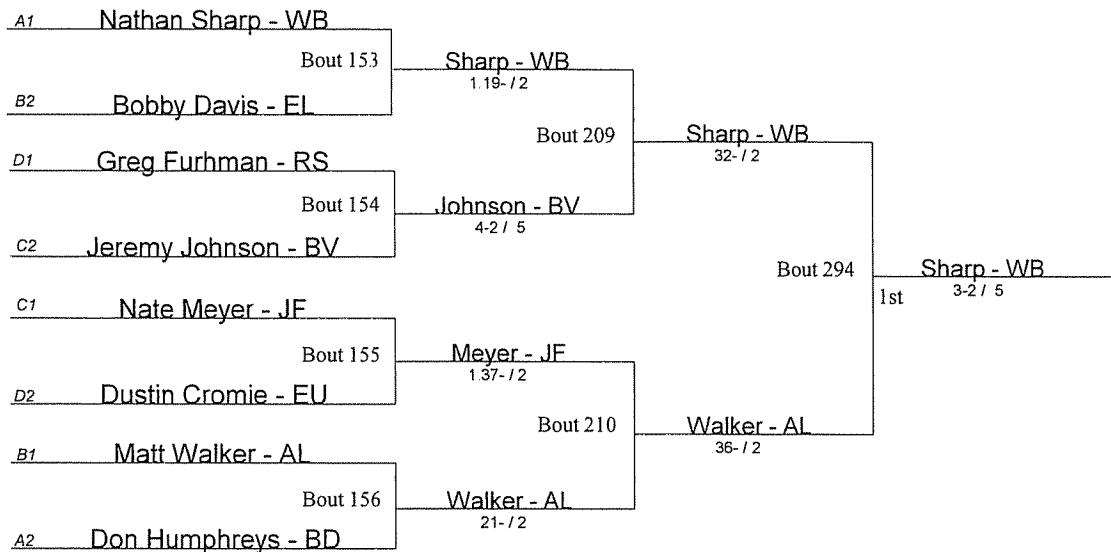 A1 Nathan Sharp - WB
Bout 153
Sharp - WB
1.19- / 2
B2 Bobby Davis - EL
Bout 209
Sharp - WB
32- / 2
D1 Greg Furhman - RS
Bout 154
Johnson - BV
4-2 / 5
C2 Jeremy Johnson - BV
Bout 294
Sharp - WB
3-2 / 5
1st
C1 Nate Meyer - JF
Bout 155
Meyer - JF
1.37- / 2
D2 Dustin Cromie - EU
Bout 210
Walker - AL
36- / 2
B1 Matt Walker - AL
Bout 156
Walker - AL
21- / 2
A2 Don Humphreys - BD